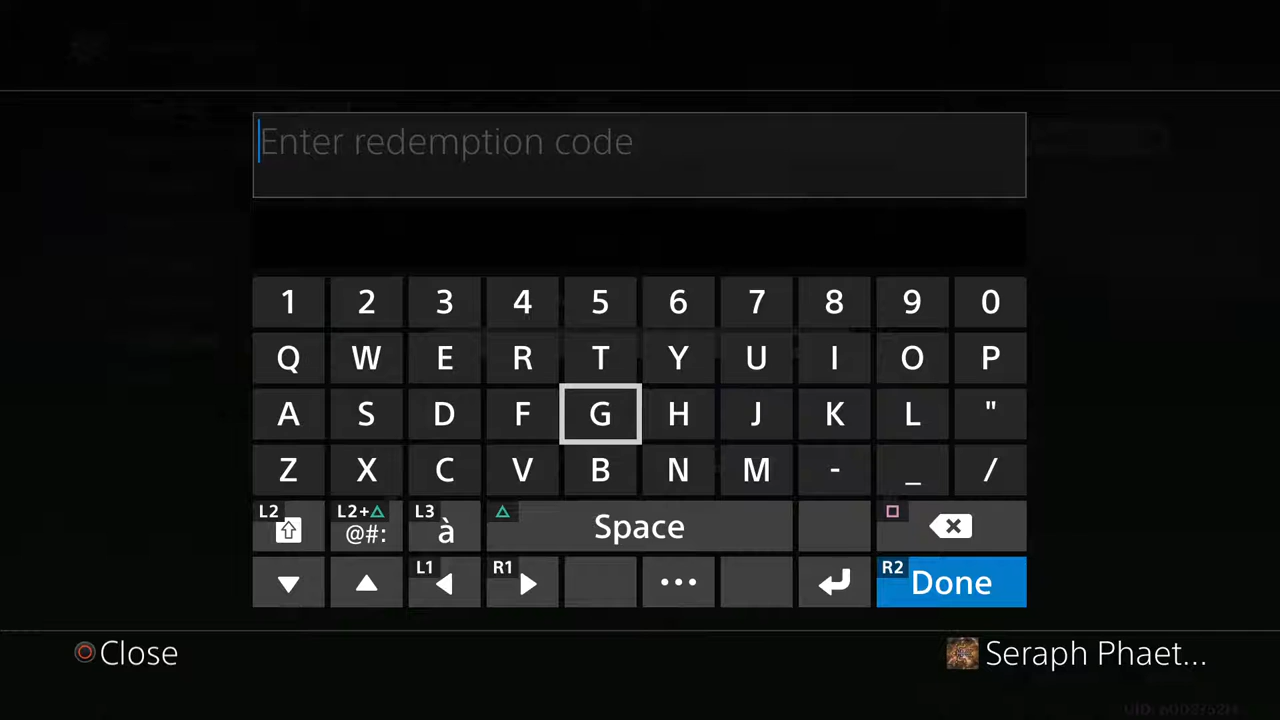 Enter redemption code
1 2 3 4 5 6 7 8 9 0
Q W E R T Y U I O P
A S D F G H J K L "
Z X C V B N M - _ /
L2 L2+△ @#: L3 à △ Space □
L1 R1 ... R2 Done
Close Seraph Phaet...